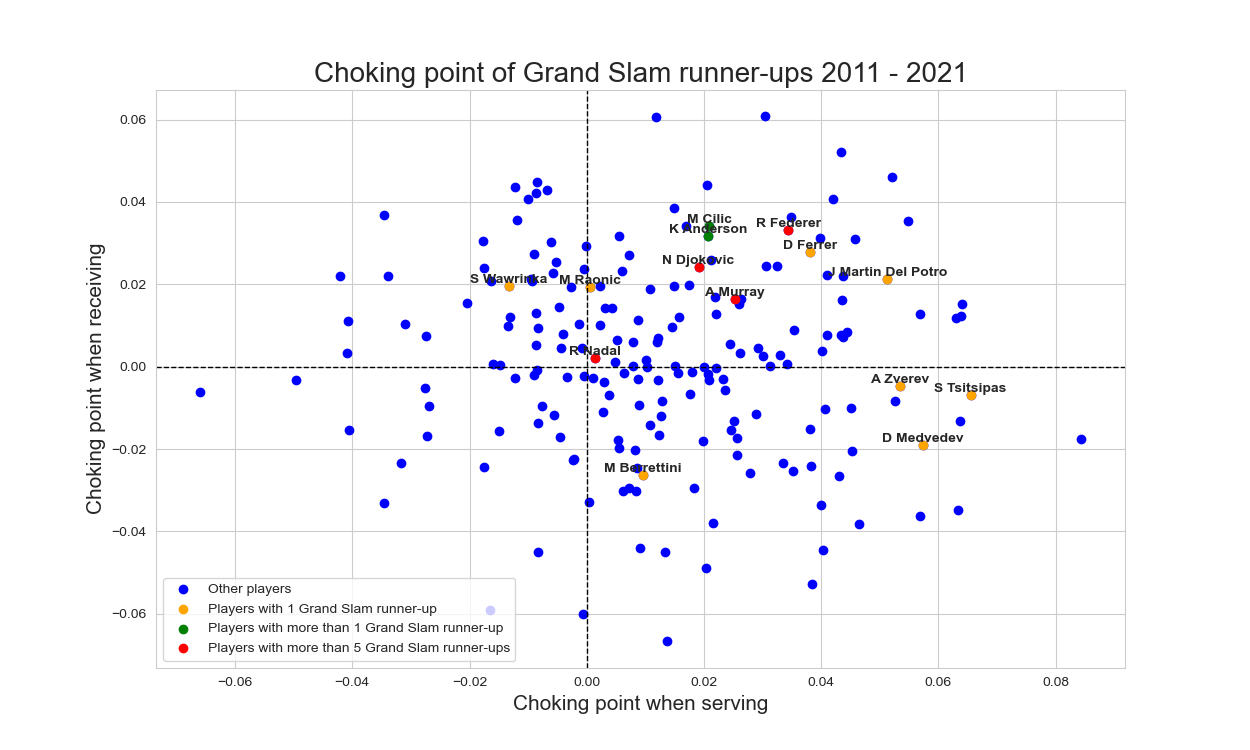 Choking point of Grand Slam runner-ups 2011 - 2021
0.06
0.04
0.02
0.00
−0.02
−0.04
−0.06
Choking point when receiving
M Cilic
K Anderson
R Federer
D Ferrer
N Djokovic
J Martin Del Potro
S Wawrinka
M Raonic
A Murray
R Nadal
A Zverev
S Tsitsipas
D Medvedev
M Berrettini
Other players
Players with 1 Grand Slam runner-up
Players with more than 1 Grand Slam runner-up
Players with more than 5 Grand Slam runner-ups
−0.06
−0.04
−0.02
0.00
0.02
0.04
0.06
0.08
Choking point when serving